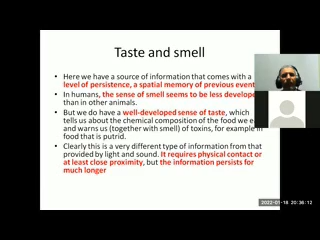 Taste and smell
• Here we have a source of information that comes with a
level of persistence, a spatial memory of previous event
• In humans, the sense of smell seems to be less develop
than in other animals.
• But we do have a well-developed sense of taste, which
tells us about the chemical composition of the food we e
and warns us (together with smell) of toxins, for example in
food that is putrid.
• Clearly this is a very different type of information from that
provided by light and sound. It requires physical contact or
at least close proximity, but the information persists for
much longer
2022-01-18 20:36:12